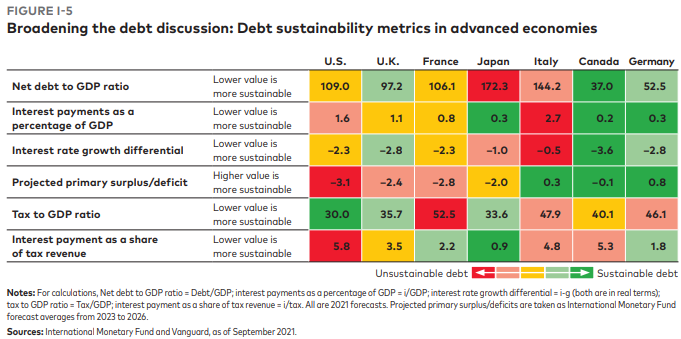 FIGURE I-5
Broadening the debt discussion: Debt sustainability metrics in advanced economies
U.S. U.K. France Japan Italy Canada Germany
Net debt to GDP ratio Lower value is more sustainable 109.0 97.2 106.1 172.3 144.2 37.0 52.5
Interest payments as a percentage of GDP Lower value is more sustainable 1.6 1.1 0.8 0.3 2.7 0.2 0.3
Interest rate growth differential Lower value is more sustainable –2.3 –2.8 –2.3 –1.0 –0.5 –3.6 –2.8
Projected primary surplus/deficit Higher value is more sustainable –3.1 –2.4 –2.8 –2.0 0.3 –0.1 0.8
Tax to GDP ratio Lower value is more sustainable 30.0 35.7 52.5 33.6 47.9 40.1 46.1
Interest payment as a share of tax revenue Lower value is more sustainable 5.8 3.5 2.2 0.9 4.8 5.3 1.8
Unsustainable debt Sustainable debt
Notes: For calculations, Net debt to GDP ratio = Debt/GDP; interest payments as a percentage of GDP = i/GDP; interest rate growth differential = i-g (both are in real terms);
tax to GDP ratio = Tax/GDP; interest payment as a share of tax revenue = i/tax. All are 2021 forecasts. Projected primary surplus/deficits are taken as International Monetary Fund
forecast averages from 2023 to 2026.
Sources: International Monetary Fund and Vanguard, as of September 2021.